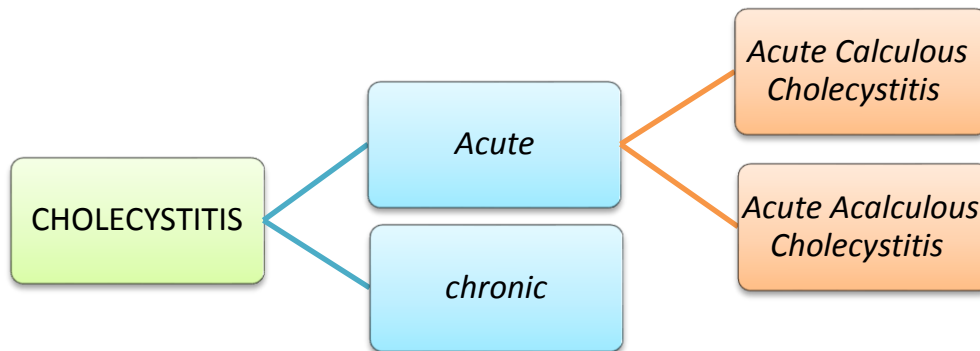 CHOLECYSTITIS
Acute
chronic
Acute Calculous
Cholecystitis
Acute Acalculous
Cholecystitis